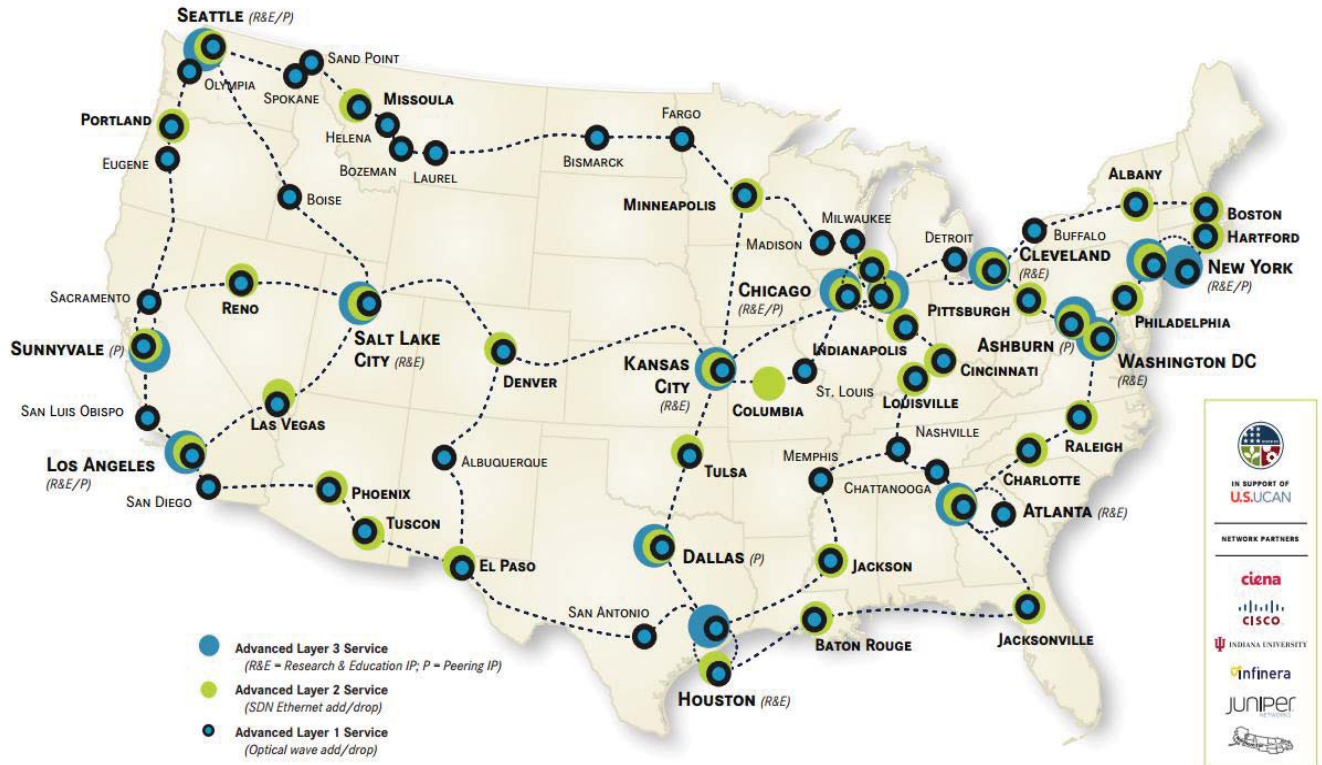 SEATTLE (R&E/P)
SAND POINT
OLYMPIA
SPOKANE
MISSOULA
PORTLAND
HELENA
EUGENE
BOZEMAN
LAUREL
BISMARCK
FARGO
BOISE
MINNEAPOLIS
MILWAUKEE
MADISON
DETROIT
ALBANY
BUFFALO
BOSTON
HARTFORD
CLEVELAND
(R&E)
NEW YORK
(R&E/P)
SACRAMENTO
RENO
CHICAGO
(R&E/P)
PITTSBURGH
PHILADELPHIA
SUNNYVALE (P)
SALT LAKE
CITY (R&E)
DENVER
KANSAS
CITY
(R&E)
COLUMBIA
ST. LOUIS
INDIANAPOLIS
CINCINNATI
LOUISVILLE
ASHBURN (P)
WASHINGTON DC
(R&E)
SAN LUIS OBISPO
LAS VEGAS
LOS ANGELES
(R&E/P)
SAN DIEGO
ALBUQUERQUE
PHOENIX
TUSCON
EL PASO
TULSA
MEMPHIS
NASHVILLE
CHATTANOOGA
RALEIGH
CHARLOTTE
ATLANTA (R&E)
DALLAS (P)
JACKSON
SAN ANTONIO
BATON ROUGE
JACKSONVILLE
HOUSTON (R&E)
Advanced Layer 3 Service
(R&E = Research & Education IP; P = Peering IP)
Advanced Layer 2 Service
(SDN Ethernet add/drop)
Advanced Layer 1 Service
(Optical wave add/drop)
IN SUPPORT OF
U.S.UCAN
NETWORK PARTNERS
ciena
CISCO
INDIANA UNIVERSITY
infinera
JUNIPER
NETWORKS